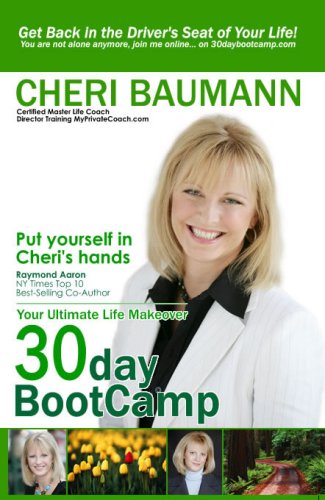 Get Back in the Driver's Seat of Your Life!
You are not alone anymore, join me online... on 30daybootcamp.com
CHERI BAUMANN
Certified Master Life Coach
Director Training MyPrivateCoach.com
Put yourself in
Cheri's hands
Raymond Aaron
NY Times Top 10
Best-Selling Co-Author
Your Ultimate Life Makeover
30day
BootCamp